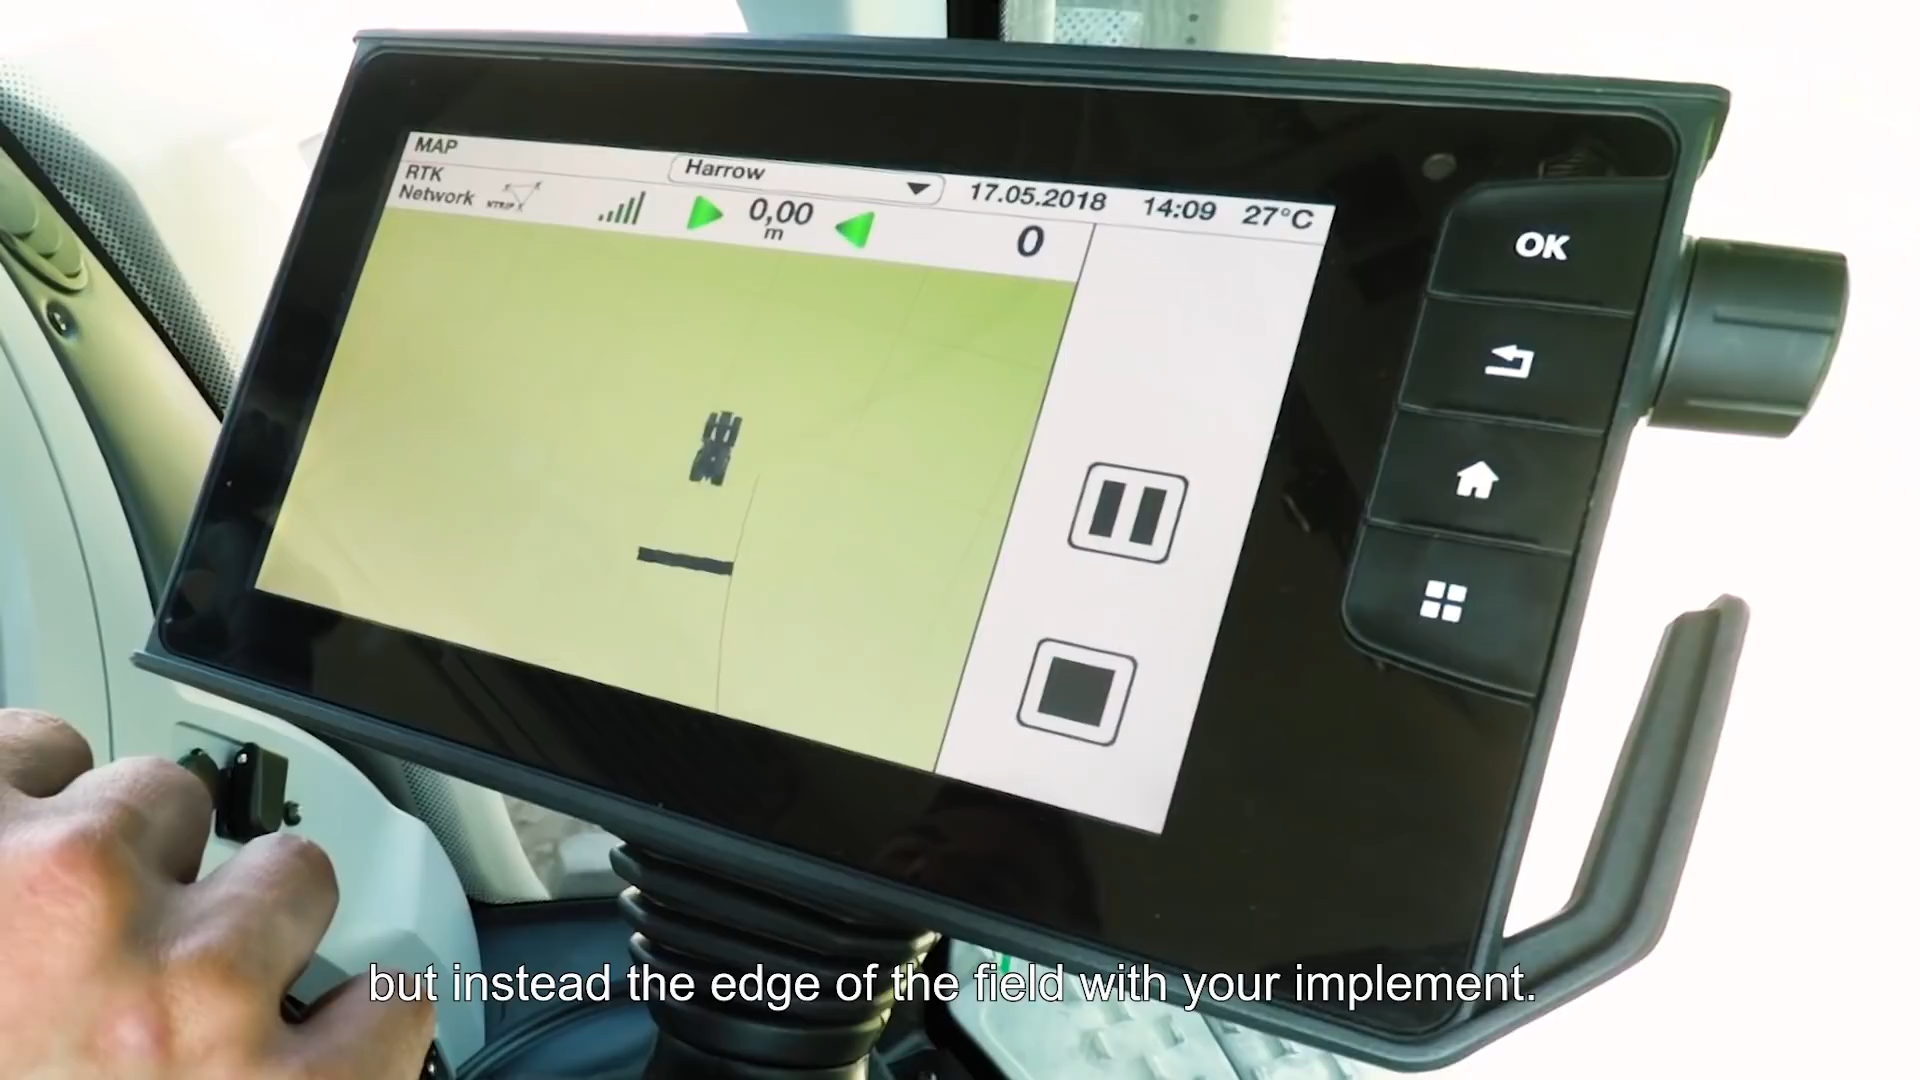 MAP
Harrow
17.05.2018 14:09 27°C
RTK
Network
NTRIP
0,00
m
0
OK
but instead the edge of the field with your implement.